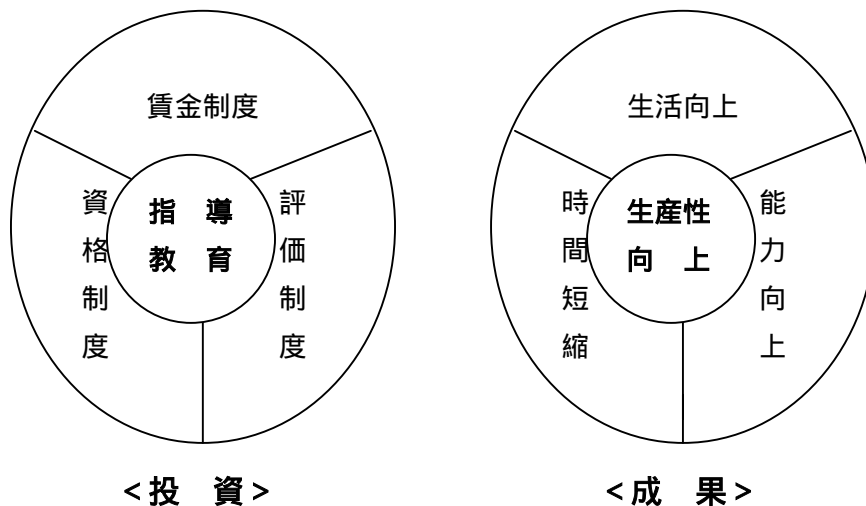 賃金制度
資格制度
指　導
教　育
評価制度
＜投　資＞
生活向上
時間短縮
生産性
向　上
能力向上
＜成　果＞